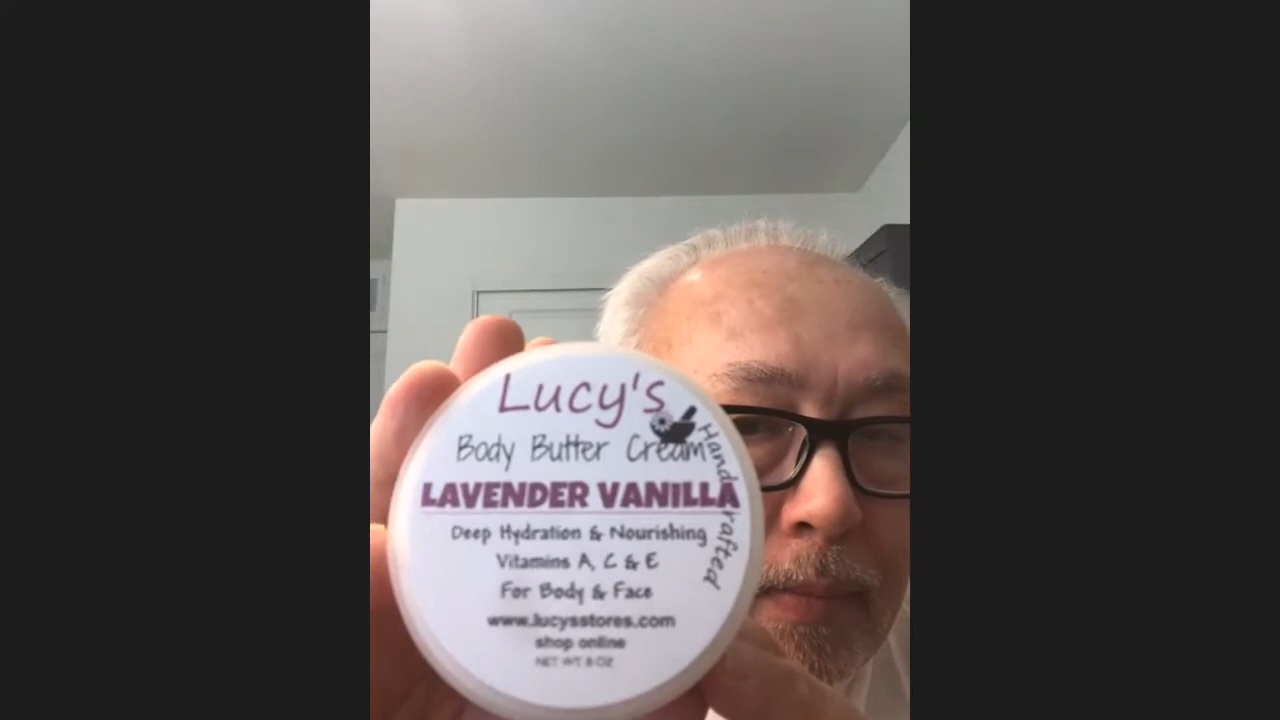 Lucy's
Body Butter Cream
Handcrafted
LAVENDER VANILLA
Deep Hydration & Nourishing
Vitamins A, C & E
For Body & Face
www.lucysstores.com
shop online
NET WT. 8 OZ